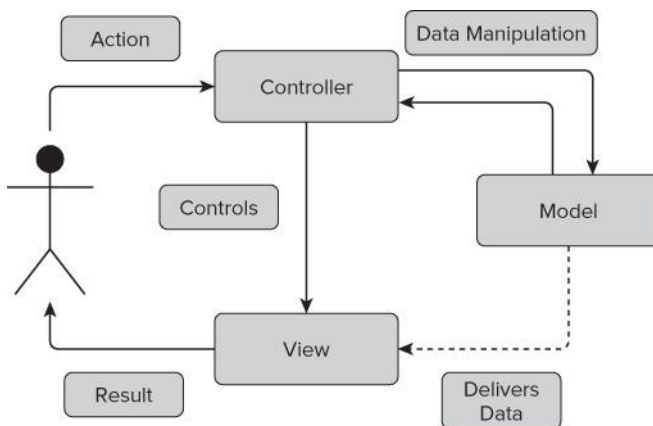 Action
Data Manipulation
Controller
Controls
Model
View
Result
Delivers
Data